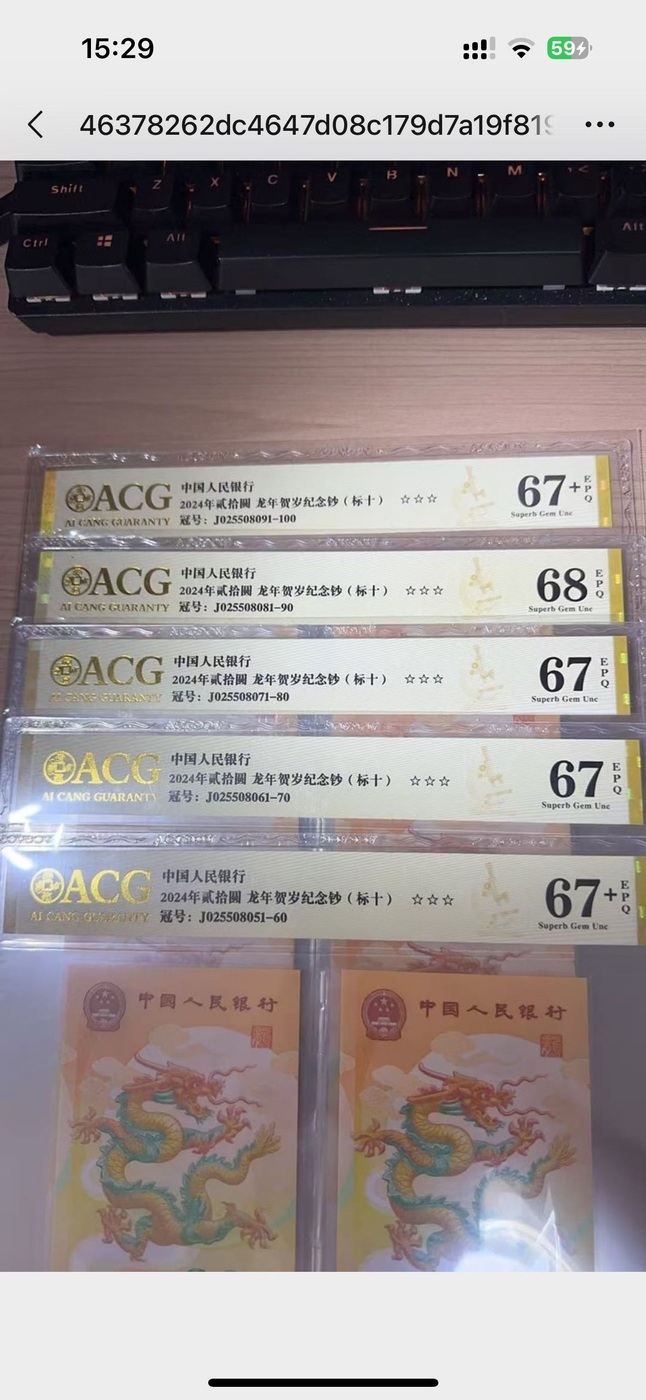 15:29
59
46378262dc4647d08c179d7a19f819
Shift Z X C V B N M <
Ctrl Alt Alt
ACG
AI CANG GUARANTY
中国人民银行
2024年贰拾圆 龙年贺岁纪念钞（标十） ☆☆☆
冠号：J025508091-100
67+ EPQ
Superb Gem Unc
ACG
AI CANG GUARANTY
中国人民银行
2024年贰拾圆 龙年贺岁纪念钞（标十） ☆☆☆
冠号：J025508081-90
68 EPQ
Superb Gem Unc
ACG
AI CANG GUARANTY
中国人民银行
2024年贰拾圆 龙年贺岁纪念钞（标十） ☆☆☆
冠号：J025508071-80
67 EPQ
Superb Gem Unc
ACG
AI CANG GUARANTY
中国人民银行
2024年贰拾圆 龙年贺岁纪念钞（标十） ☆☆☆
冠号：J025508061-70
67 EPQ
Superb Gem Unc
ACG
AI CANG GUARANTY
中国人民银行
2024年贰拾圆 龙年贺岁纪念钞（标十） ☆☆☆
冠号：J025508051-60
67+ EPQ
Superb Gem Unc
中国人民银行
中国人民银行